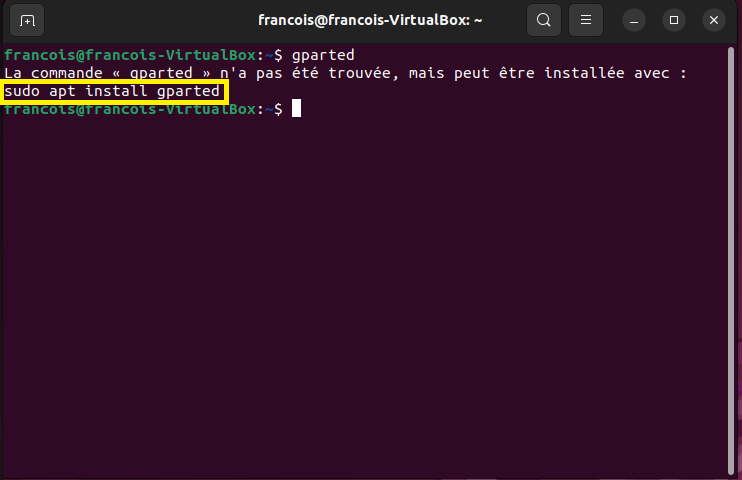 francois@francois-VirtualBox: ~
francois@francois-VirtualBox:~$ gparted
La commande « gparted » n'a pas été trouvée, mais peut être installée avec :
sudo apt install gparted
francois@francois-VirtualBox:~$